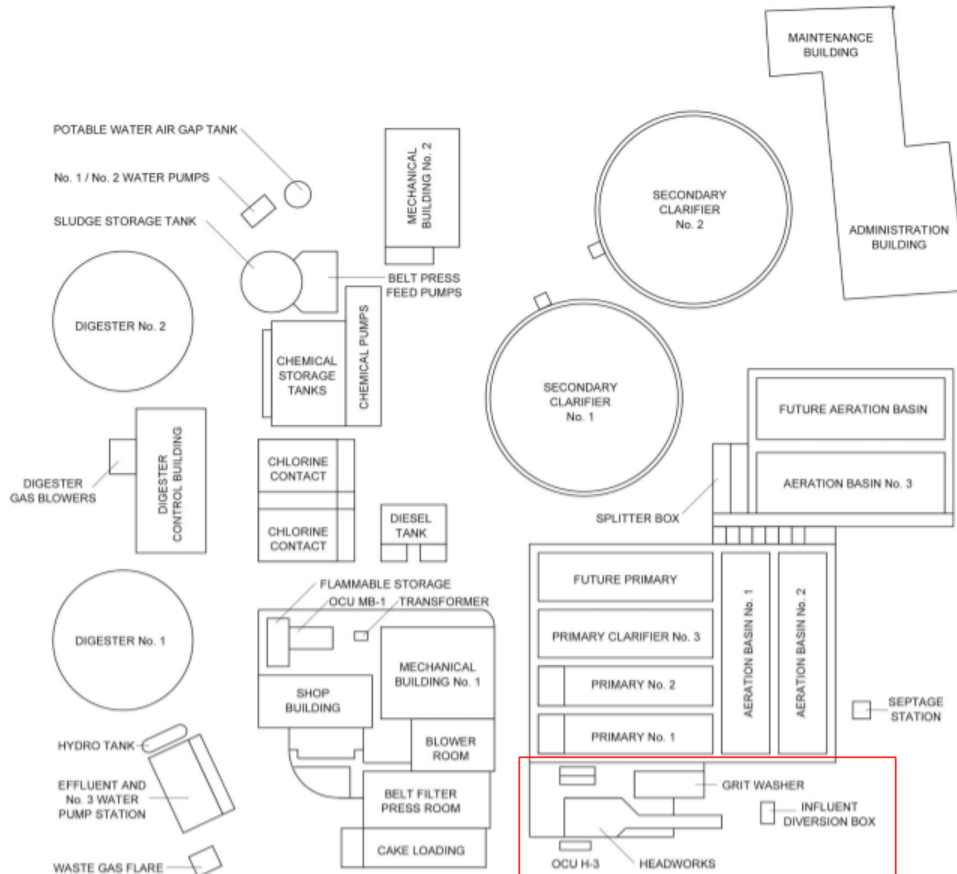 MAINTENANCE
BUILDING
ADMINISTRATION
BUILDING
POTABLE WATER AIR GAP TANK
No. 1 / No. 2 WATER PUMPS
SLUDGE STORAGE TANK
MECHANICAL
BUILDING No. 2
BELT PRESS
FEED PUMPS
SECONDARY
CLARIFIER
No. 2
DIGESTER No. 2
CHEMICAL
STORAGE
TANKS
CHEMICAL PUMPS
SECONDARY
CLARIFIER
No. 1
FUTURE AERATION BASIN
AERATION BASIN No. 3
SPLITTER BOX
DIGESTER
GAS BLOWERS
DIGESTER
CONTROL BUILDING
CHLORINE
CONTACT
CHLORINE
CONTACT
DIESEL
TANK
FLAMMABLE STORAGE
OCU MB-1
TRANSFORMER
FUTURE PRIMARY
PRIMARY CLARIFIER No. 3
PRIMARY No. 2
PRIMARY No. 1
AERATION BASIN No. 1
AERATION BASIN No. 2
DIGESTER No. 1
SHOP
BUILDING
MECHANICAL
BUILDING No. 1
BLOWER
ROOM
SEPTAGE
STATION
HYDRO TANK
EFFLUENT AND
No. 3 WATER
PUMP STATION
BELT FILTER
PRESS ROOM
CAKE LOADING
WASTE GAS FLARE
GRIT WASHER
INFLUENT
DIVERSION BOX
OCU H-3
HEADWORKS